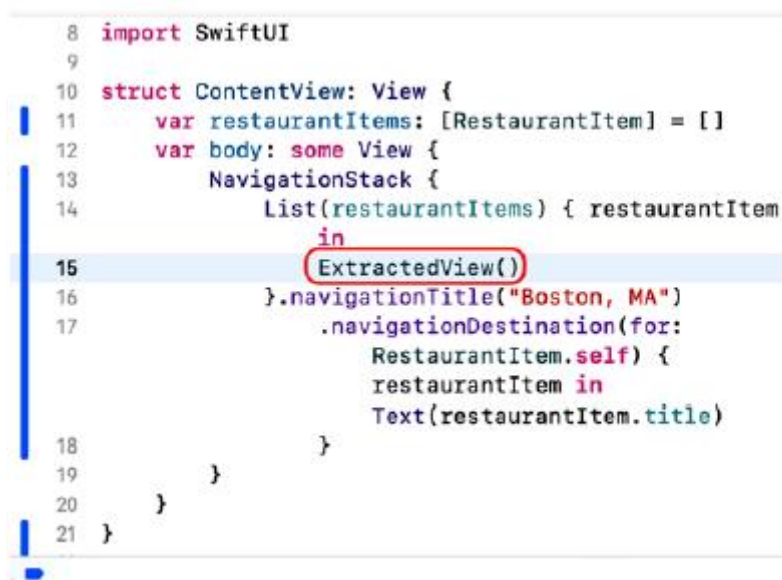 8 import SwiftUI
9
10 struct ContentView: View {
11 var restaurantItems: [RestaurantItem] = []
12 var body: some View {
13 NavigationStack {
14 List(restaurantItems) { restaurantItem
in
15 ExtractedView()
16 }.navigationTitle("Boston, MA")
17 .navigationDestination(for:
RestaurantItem.self) {
restaurantItem in
Text(restaurantItem.title)
18 }
19 }
20 }
21 }